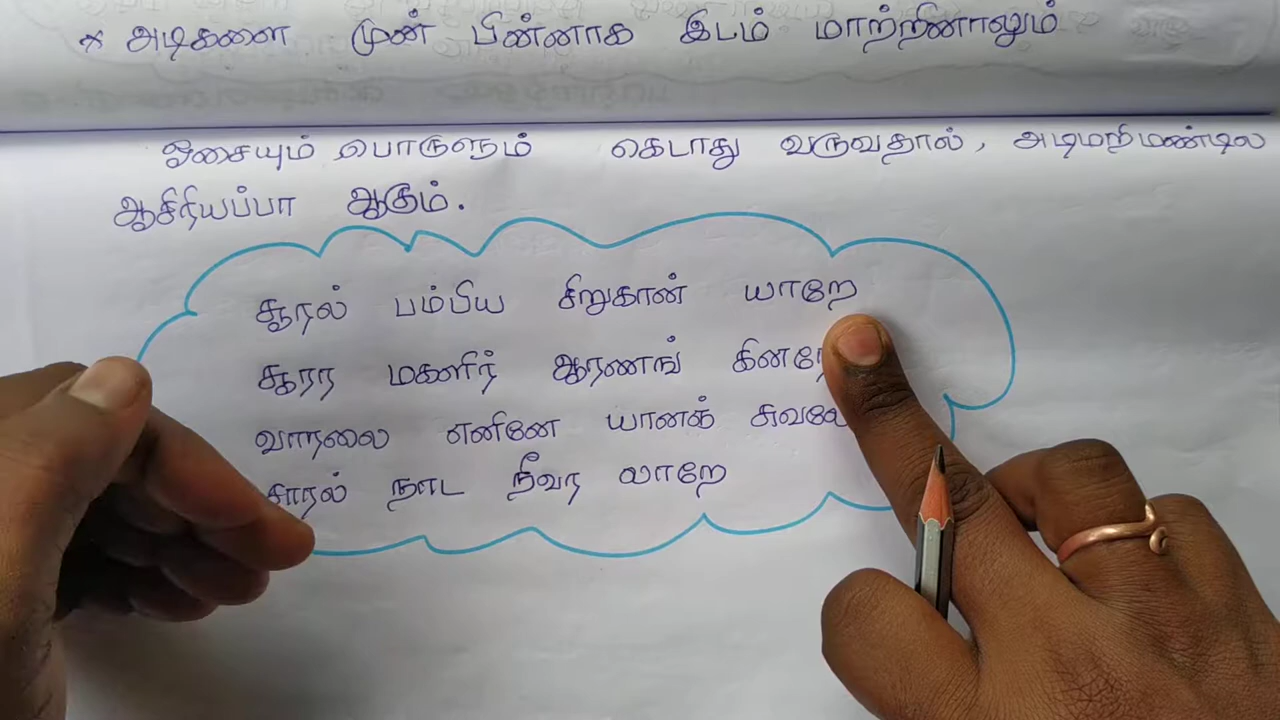 * அடிகளை முன் பின்னாக இடம் மாற்றினாலும்
ஓசையும் பொருளும் கெடாது வருவதால், அடிமறிமண்டில
ஆசிரியப்பா ஆகும்.
சூரல் பம்பிய சிறுகான் யாறே
சூரர மகளிர் ஆரணங் கினரே
வாரலை எனினே யானஞ் சுவலே
சாரல் நாட நீவர லாறே